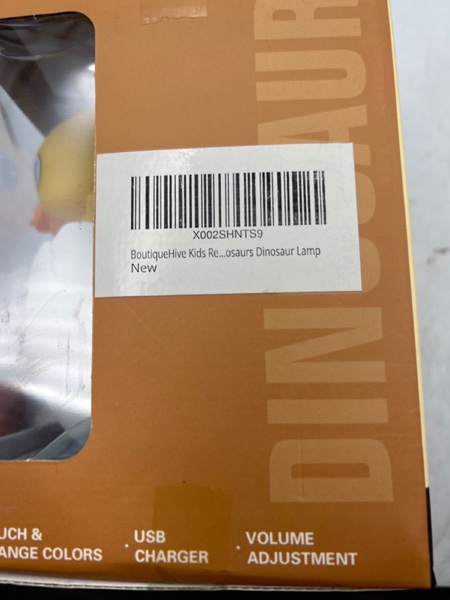 DINOSAUR
X002SHNTS9
BoutiqueHive Kids Re...osaurs Dinosaur Lamp
New
UCH &
ANGE COLORS
· USB
CHARGER
· VOLUME
ADJUSTMENT